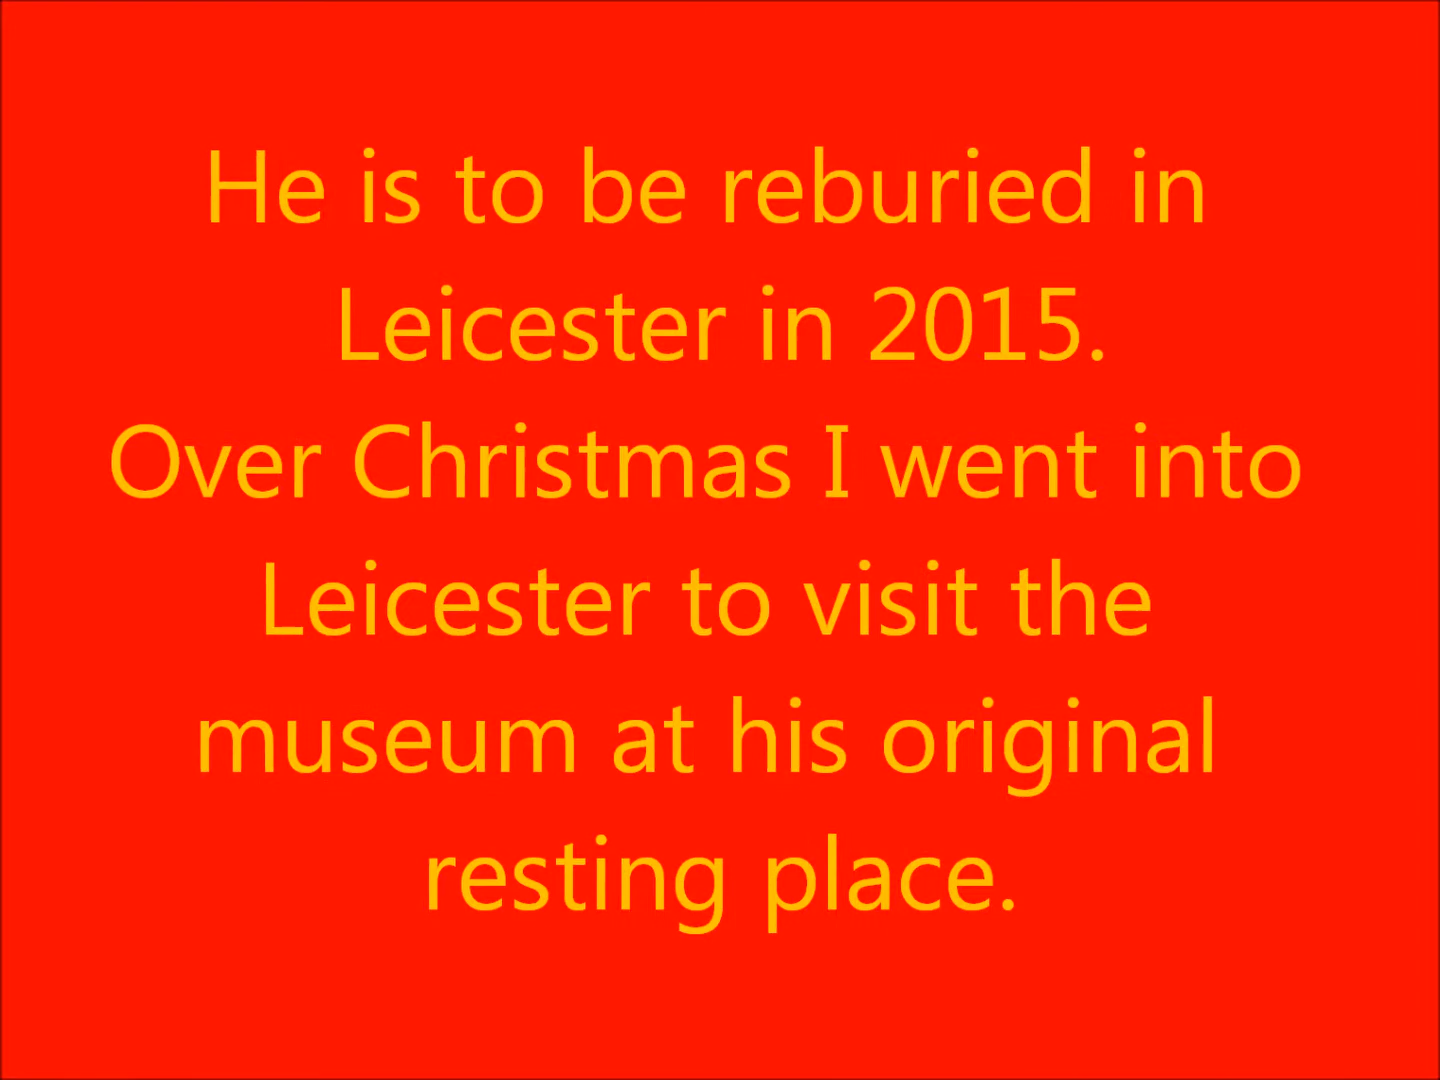 He is to be reburied in
Leicester in 2015.
Over Christmas I went into
Leicester to visit the
museum at his original
resting place.